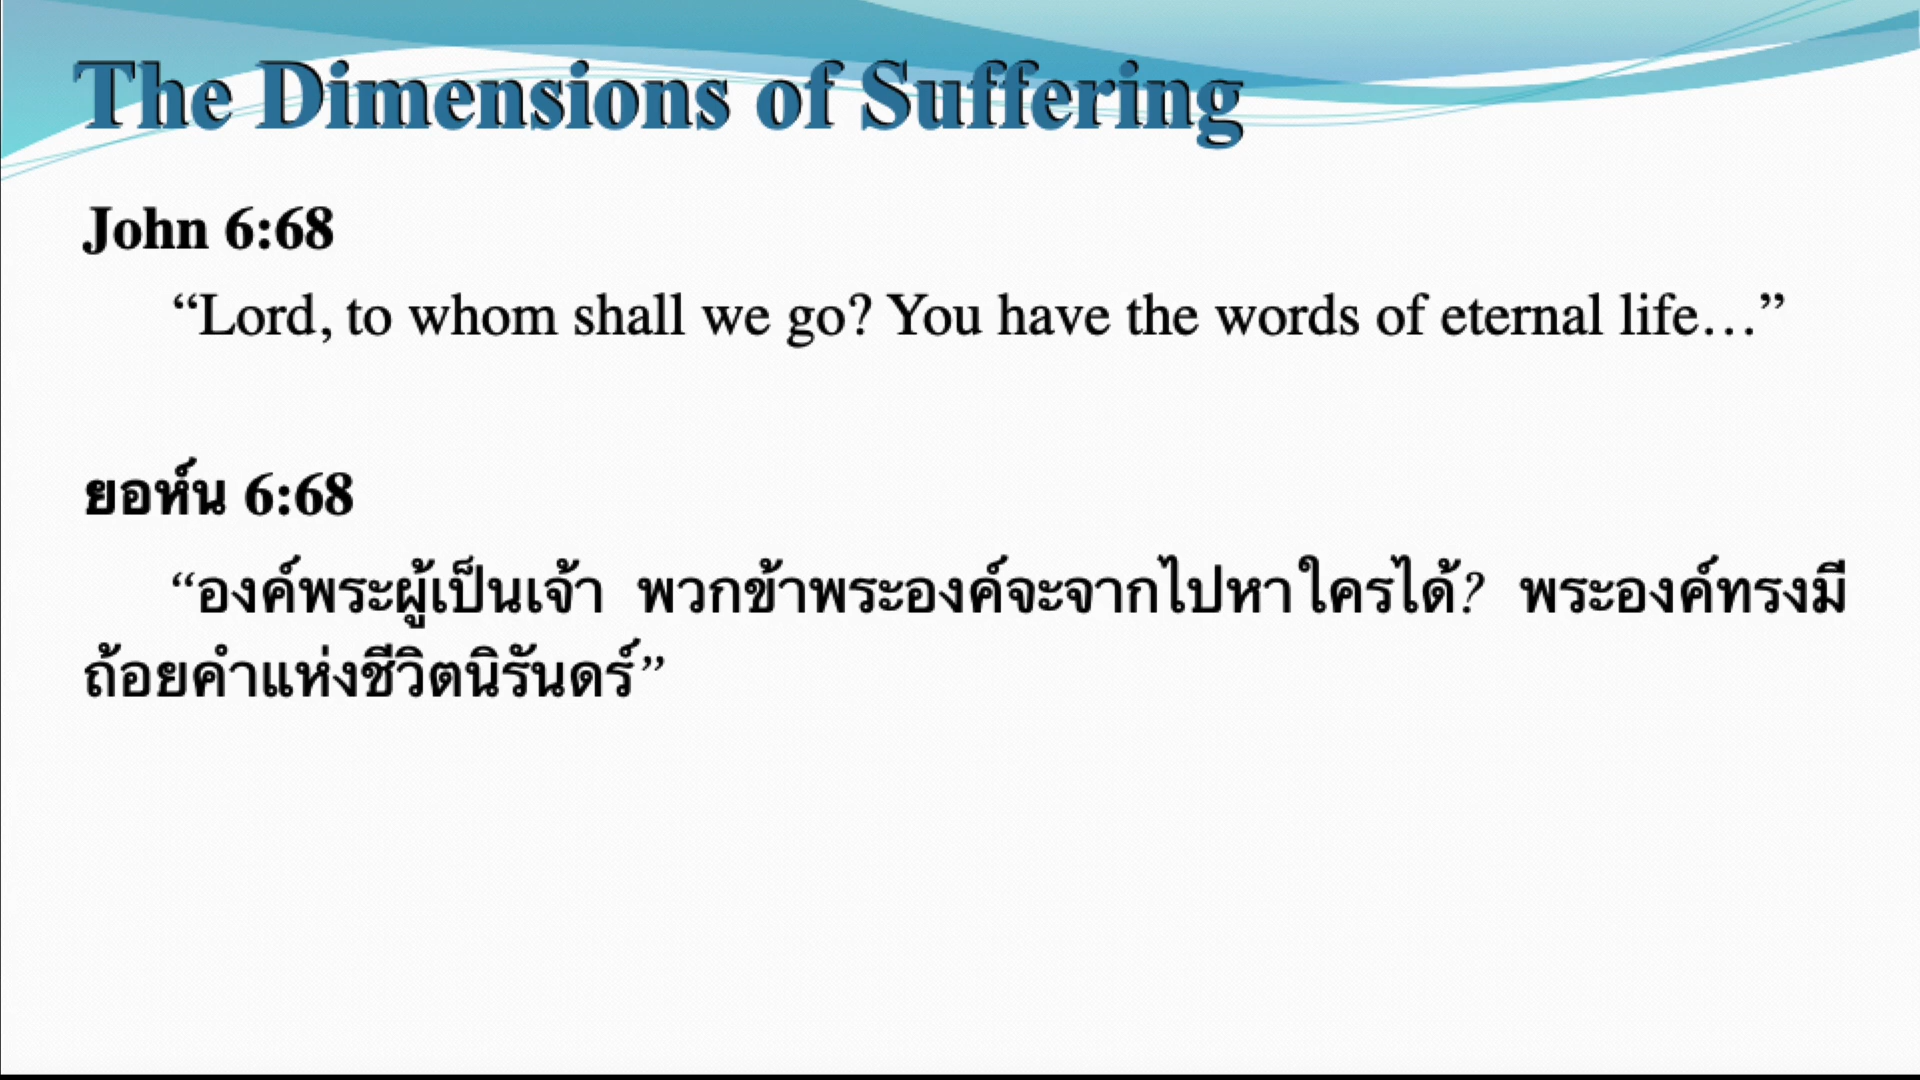 The Dimensions of Suffering
John 6:68
“Lord, to whom shall we go? You have the words of eternal life…”
ยอห์น 6:68
“องค์พระผู้เป็นเจ้า พวกข้าพระองค์จะจากไปหาใครได้? พระองค์ทรงมี
ถ้อยคำแห่งชีวิตนิรันดร์”